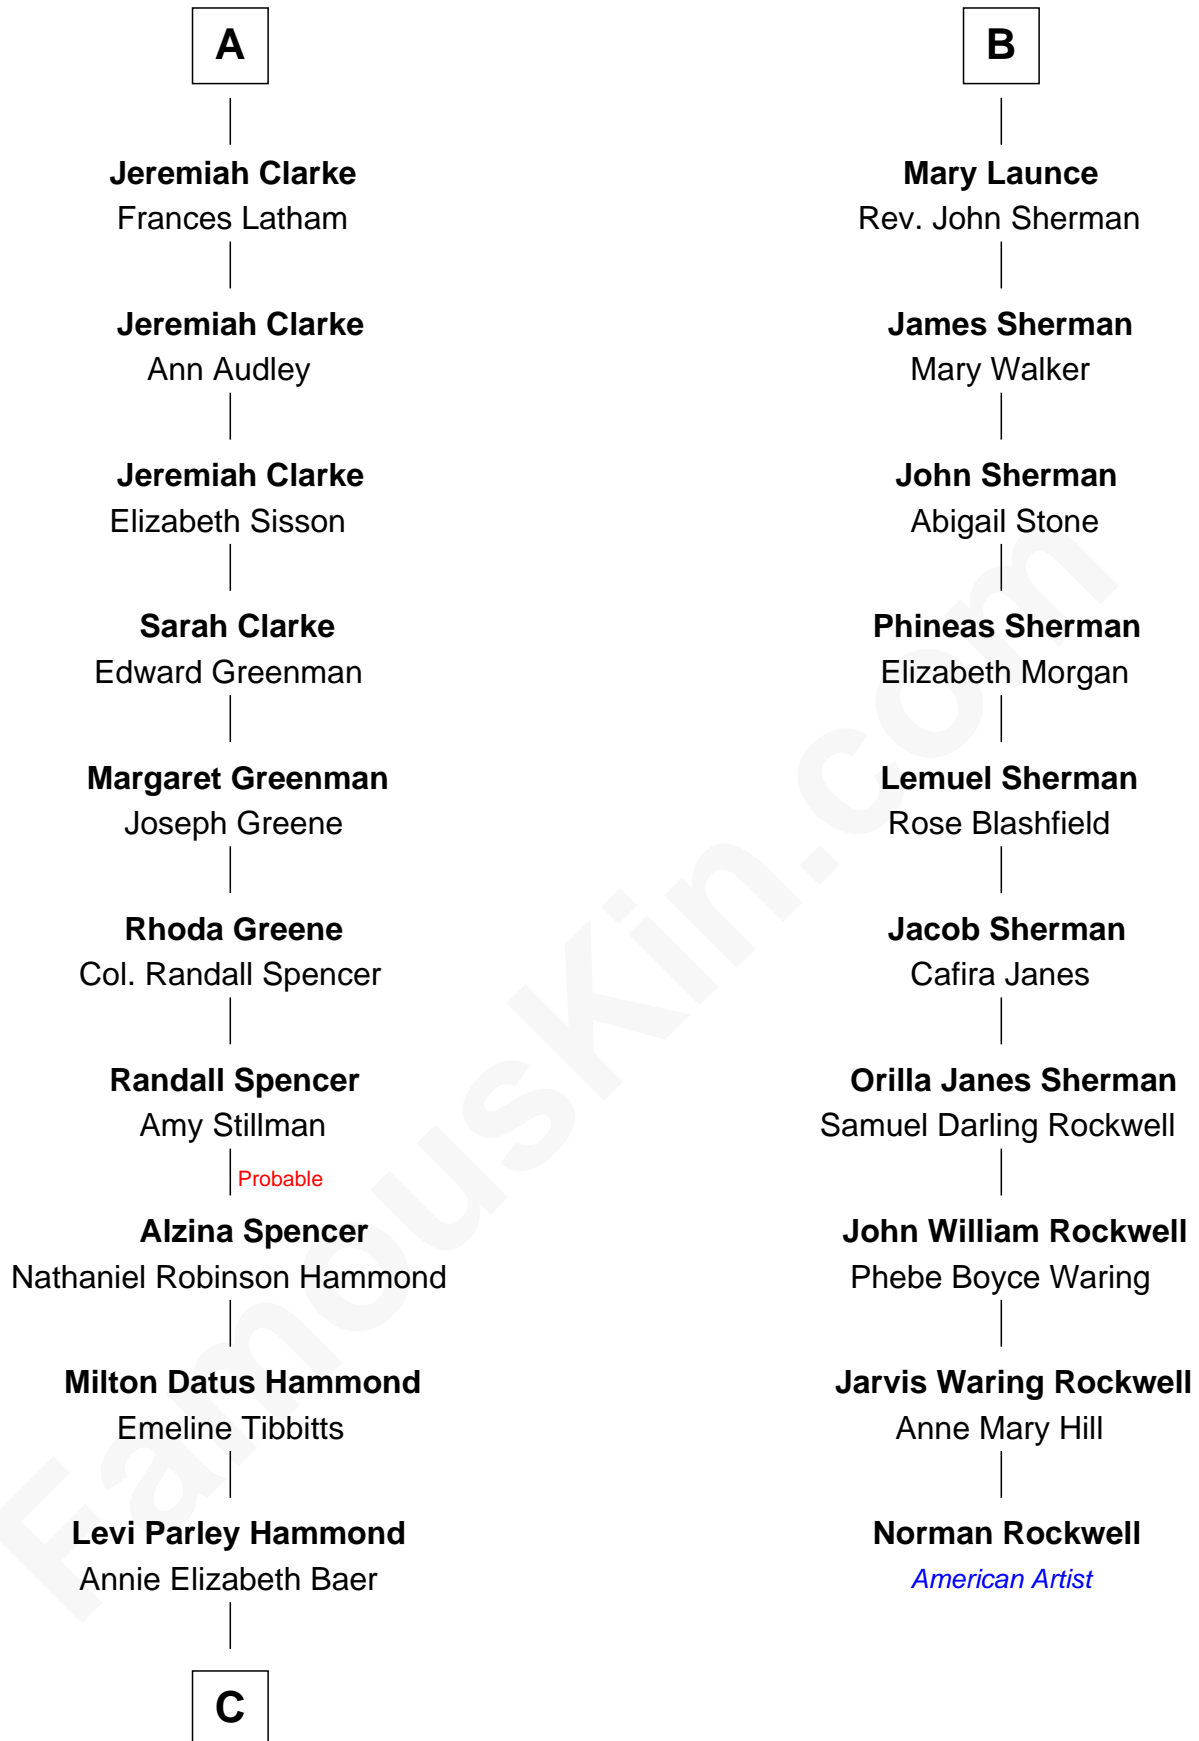 A
Jeremiah Clarke
Frances Latham
Jeremiah Clarke
Ann Audley
Jeremiah Clarke
Elizabeth Sisson
Sarah Clarke
Edward Greenman
Margaret Greenman
Joseph Greene
Rhoda Greene
Col. Randall Spencer
Randall Spencer
Amy Stillman
Probable
Alzina Spencer
Nathaniel Robinson Hammond
Milton Datus Hammond
Emeline Tibbitts
Levi Parley Hammond
Annie Elizabeth Baer
C
B
Mary Launce
Rev. John Sherman
James Sherman
Mary Walker
John Sherman
Abigail Stone
Phineas Sherman
Elizabeth Morgan
Lemuel Sherman
Rose Blashfield
Jacob Sherman
Cafira Janes
Orilla Janes Sherman
Samuel Darling Rockwell
John William Rockwell
Phebe Boyce Waring
Jarvis Waring Rockwell
Anne Mary Hill
Norman Rockwell
American Artist
FamousKin.com